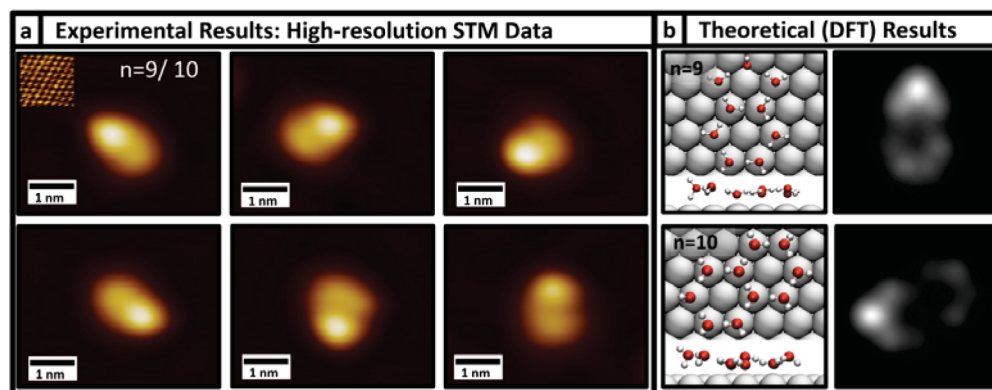 a Experimental Results: High-resolution STM Data
b Theoretical (DFT) Results
n=9/ 10
1 nm
1 nm
1 nm
n=9
1 nm
1 nm
1 nm
n=10